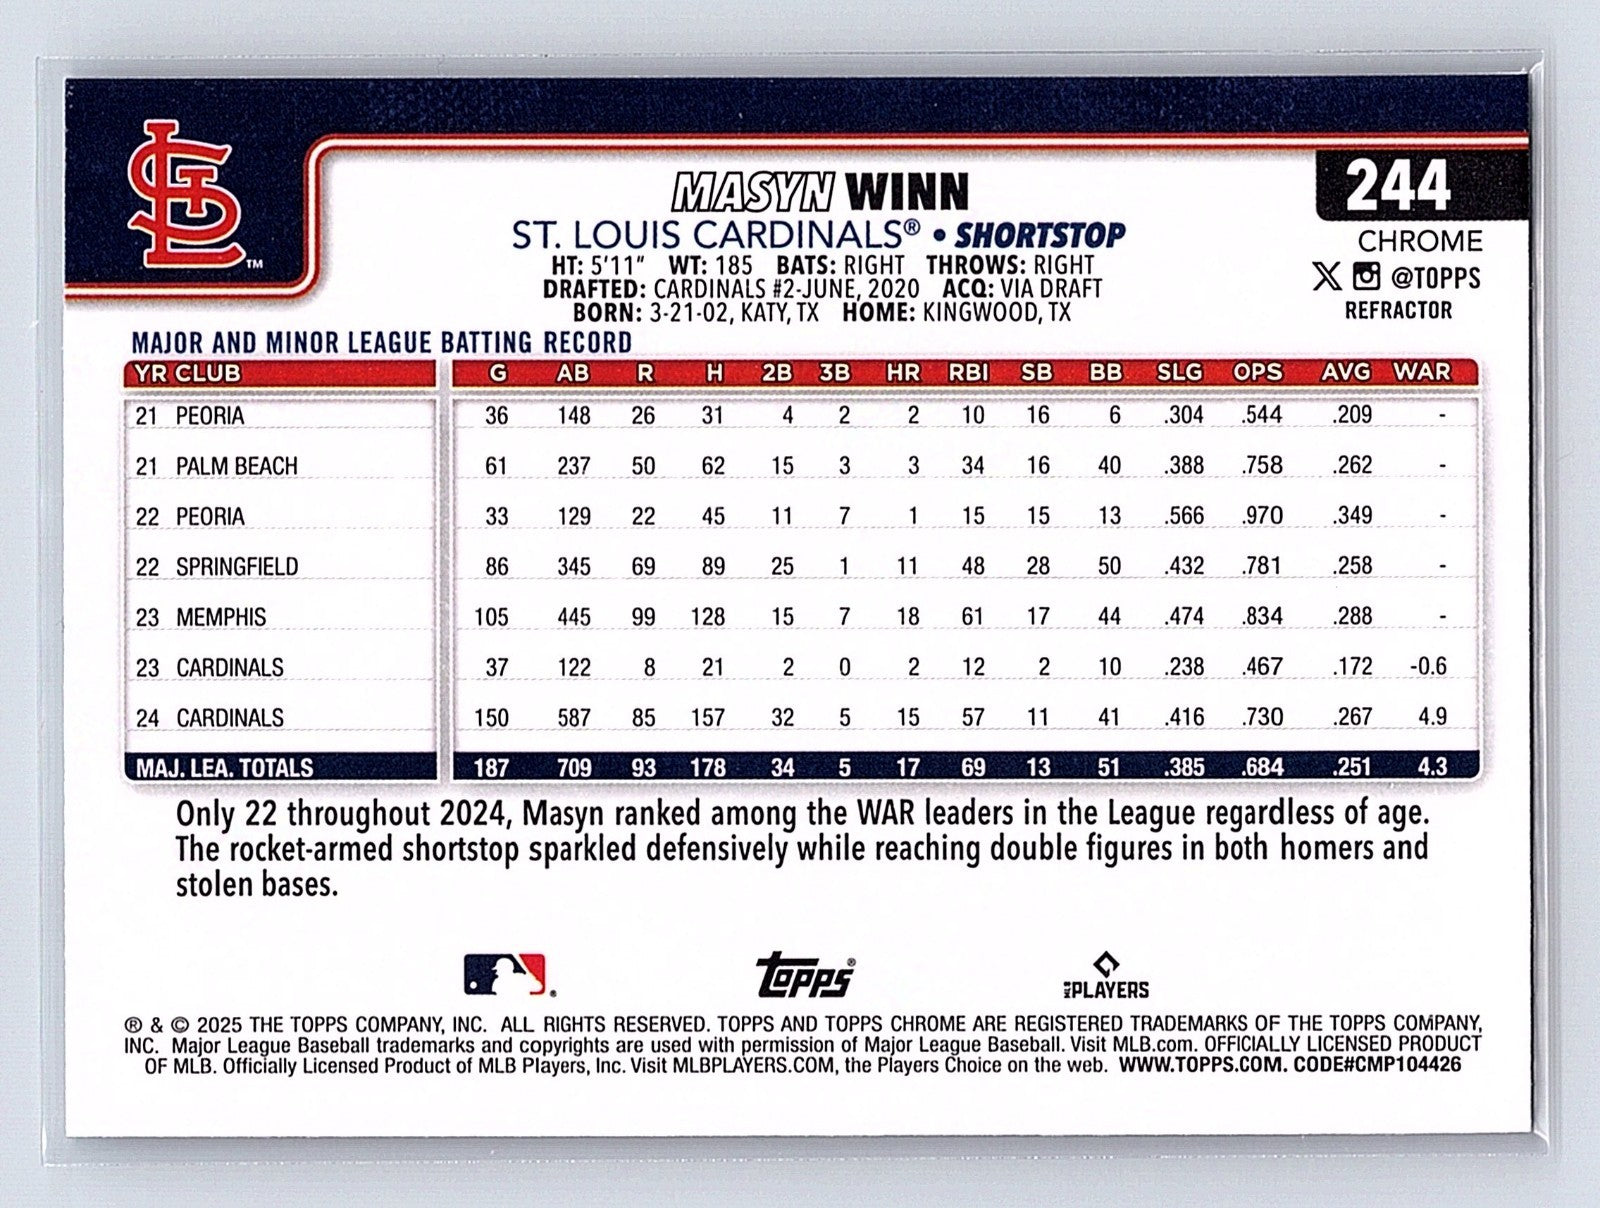 STL
TM
MASYN WINN
244
ST. LOUIS CARDINALS® • SHORTSTOP
CHROME
HT: 5'11" WT: 185 BATS: RIGHT THROWS: RIGHT
@TOPPS
DRAFTED: CARDINALS #2-JUNE, 2020 ACQ: VIA DRAFT
REFRACTOR
BORN: 3-21-02, KATY, TX HOME: KINGWOOD, TX
MAJOR AND MINOR LEAGUE BATTING RECORD
YR CLUB G AB R H 2B 3B HR RBI SB BB SLG OPS AVG WAR
21 PEORIA 36 148 26 31 4 2 2 10 16 6 .304 .544 .209 -
21 PALM BEACH 61 237 50 62 15 3 3 34 16 40 .388 .758 .262 -
22 PEORIA 33 129 22 45 11 7 1 15 15 13 .566 .970 .349 -
22 SPRINGFIELD 86 345 69 89 25 1 11 48 28 50 .432 .781 .258 -
23 MEMPHIS 105 445 99 128 15 7 18 61 17 44 .474 .834 .288 -
23 CARDINALS 37 122 8 21 2 0 2 12 2 10 .238 .467 .172 -0.6
24 CARDINALS 150 587 85 157 32 5 15 57 11 41 .416 .730 .267 4.9
MAJ. LEA. TOTALS 187 709 93 178 34 5 17 69 13 51 .385 .684 .251 4.3
Only 22 throughout 2024, Masyn ranked among the WAR leaders in the League regardless of age.
The rocket-armed shortstop sparkled defensively while reaching double figures in both homers and
stolen bases.
®
Topps®
MLB PLAYERS
® & © 2025 THE TOPPS COMPANY, INC. ALL RIGHTS RESERVED. TOPPS AND TOPPS CHROME ARE REGISTERED TRADEMARKS OF THE TOPPS COMPANY,
INC. Major League Baseball trademarks and copyrights are used with permission of Major League Baseball. Visit MLB.com. OFFICIALLY LICENSED PRODUCT
OF MLB. Officially Licensed Product of MLB Players, Inc. Visit MLBPLAYERS.COM, the Players Choice on the web. WWW.TOPPS.COM. CODE#CMP104426